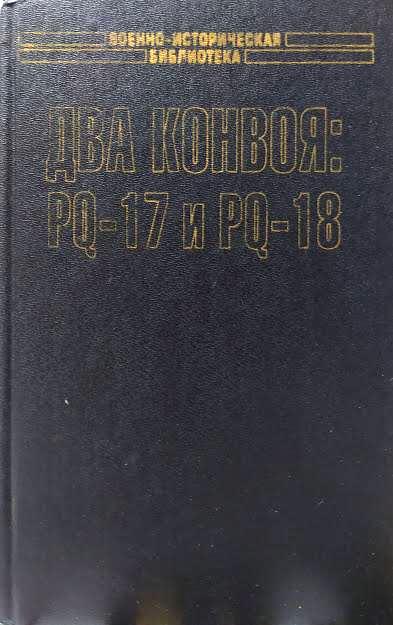 ВОЕННО-ИСТОРИЧЕСКАЯ
БИБЛИОТЕКА
ДВА КОНВОЯ:
PQ-17 и PQ-18